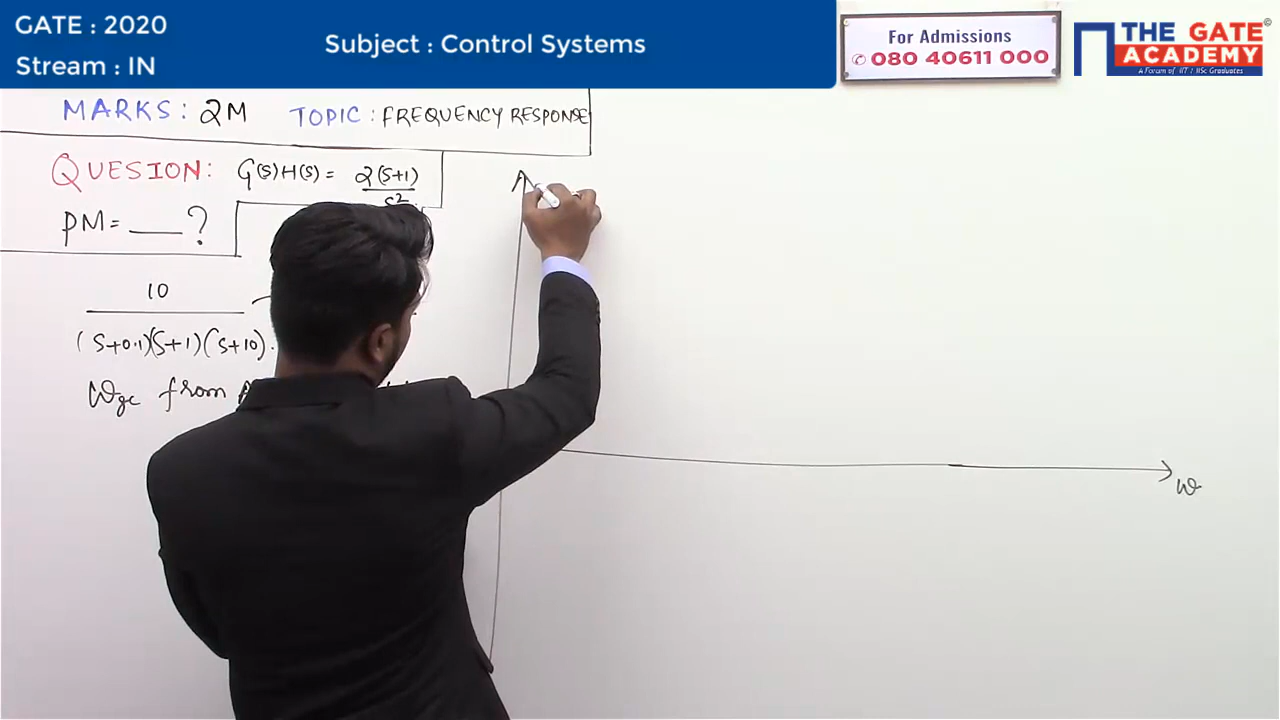 GATE : 2020
Stream : IN
Subject : Control Systems
For Admissions
080 40611 000
THE GATE
ACADEMY
©
A Forum of IIT / IISc Graduates
MARKS: 2M TOPIC : FREQUENCY RESPONSE
QUESION: G(s)H(s) = 2(s+1)
s²
PM = ___ ?
10
(s+0.1)(s+1)(s+10)
Wgc from
w